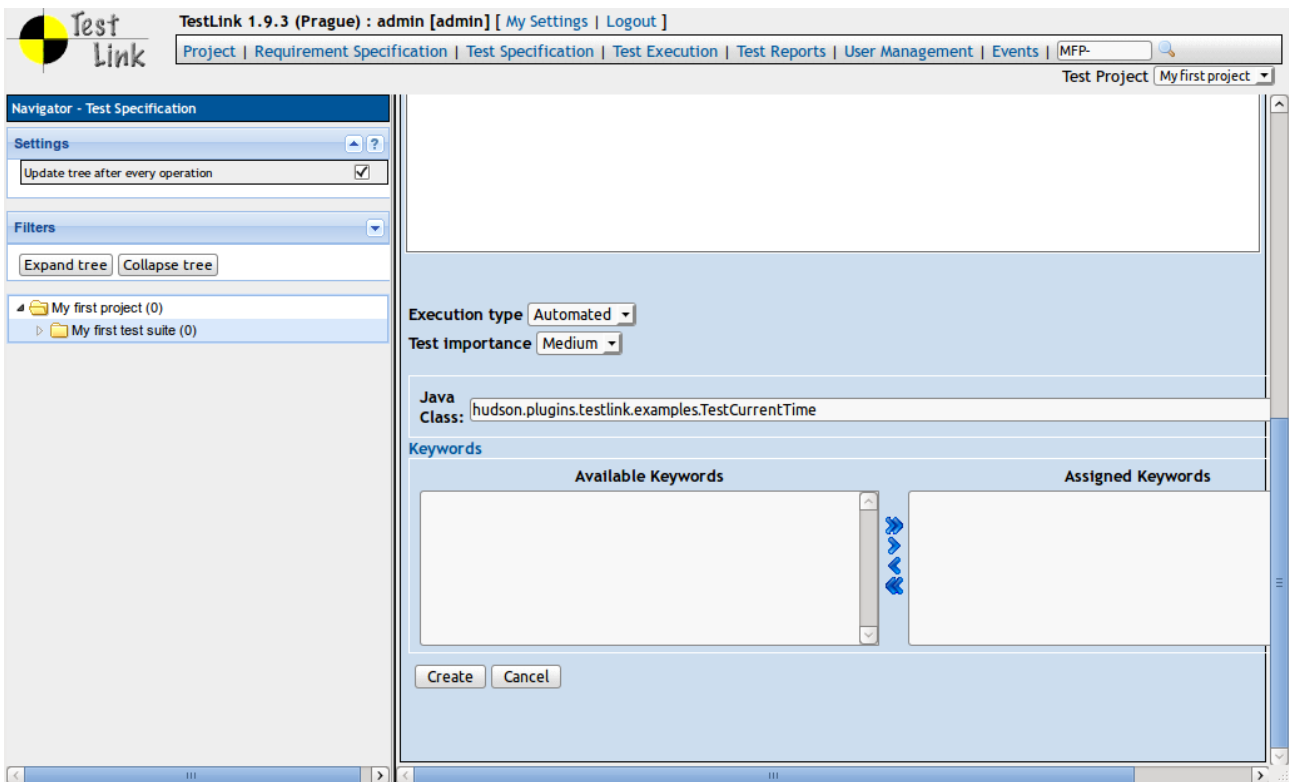 Test Link
TestLink 1.9.3 (Prague) : admin [admin] [ My Settings | Logout ]
Project | Requirement Specification | Test Specification | Test Execution | Test Reports | User Management | Events | MFP-
Test Project My first project
Navigator - Test Specification
Settings ?
Update tree after every operation
Filters
Expand tree Collapse tree
My first project (0)
My first test suite (0)
Execution type Automated
Test importance Medium
Java Class: hudson.plugins.testlink.examples.TestCurrentTime
Keywords
Available Keywords Assigned Keywords
Create Cancel